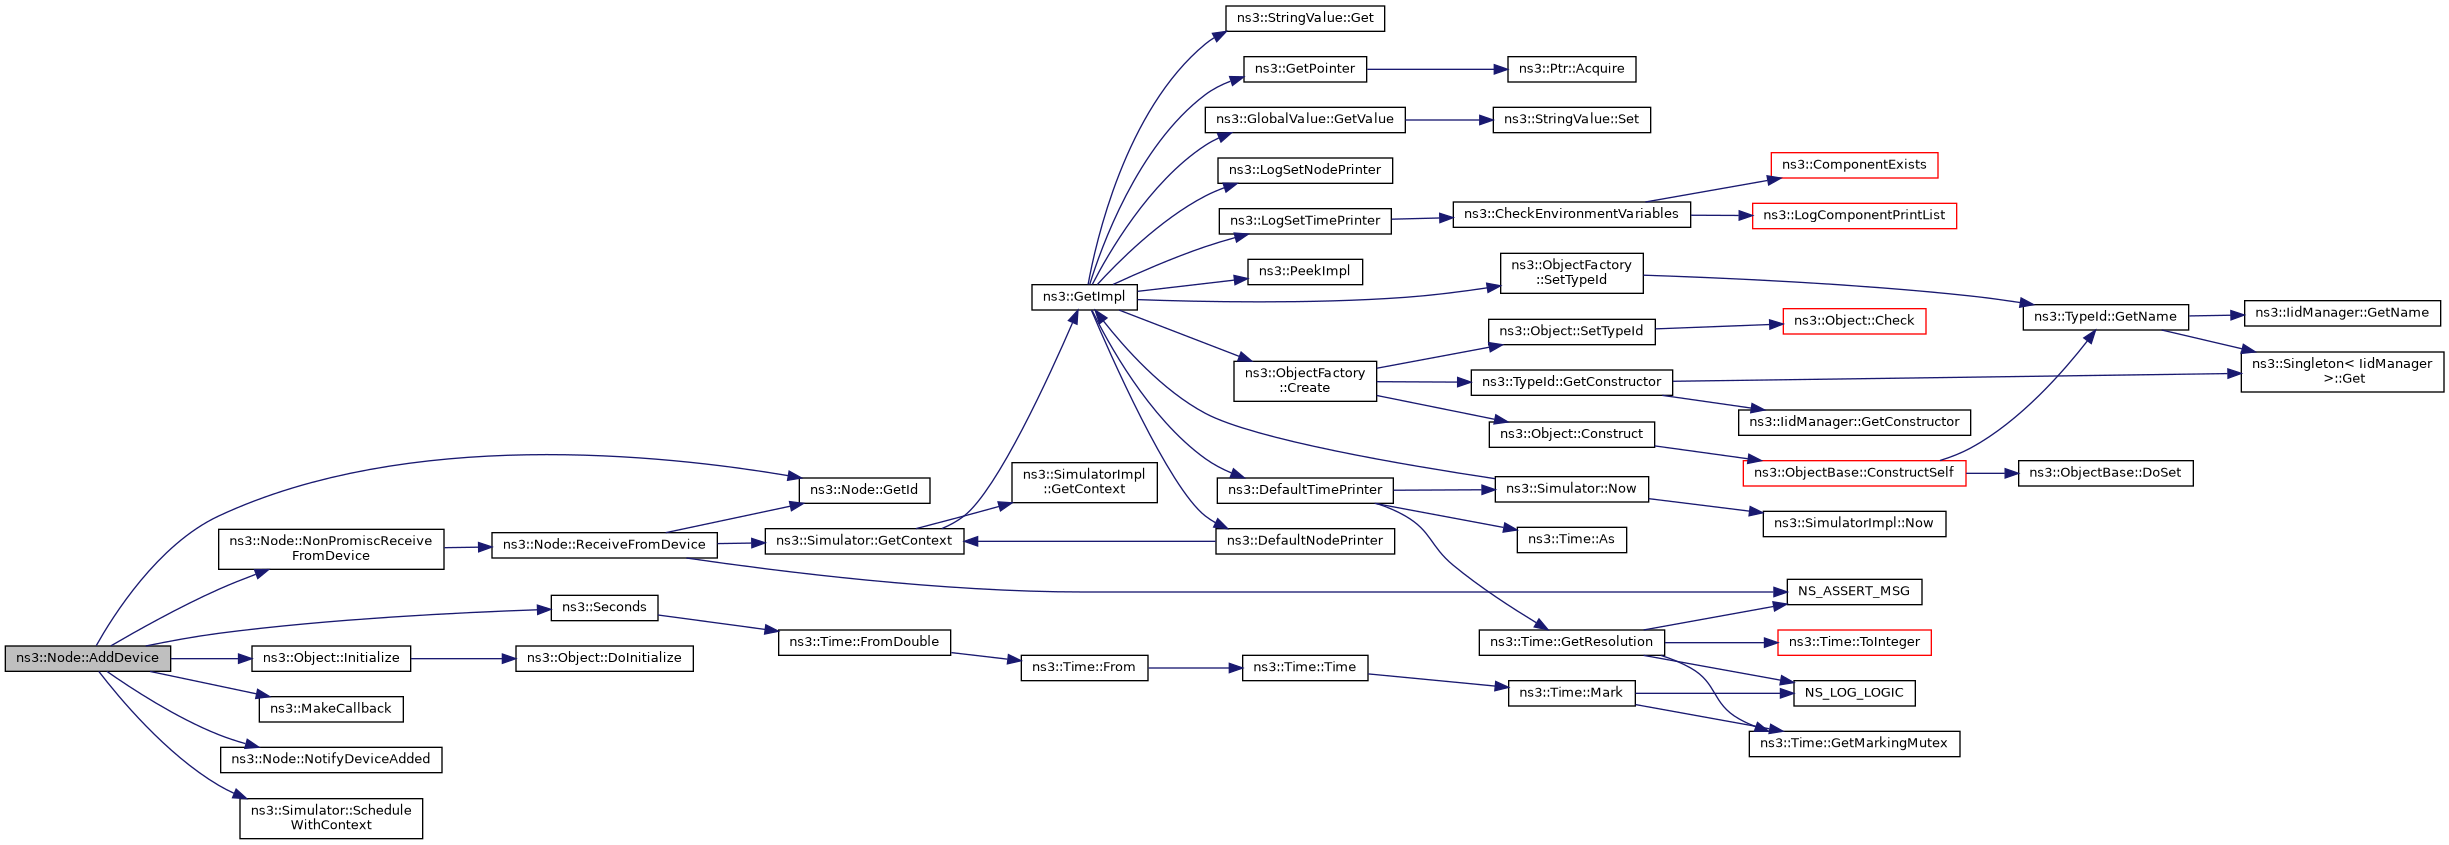 ns3::StringValue::Get
ns3::GetPointer
ns3::Ptr::Acquire
ns3::GlobalValue::GetValue
ns3::StringValue::Set
ns3::LogSetNodePrinter
ns3::ComponentExists
ns3::LogSetTimePrinter
ns3::CheckEnvironmentVariables
ns3::LogComponentPrintList
ns3::PeekImpl
ns3::ObjectFactory
::SetTypeId
ns3::GetImpl
ns3::TypeId::GetName
ns3::IidManager::GetName
ns3::Object::SetTypeId
ns3::Object::Check
ns3::Singleton< IidManager
>::Get
ns3::ObjectFactory
::Create
ns3::TypeId::GetConstructor
ns3::IidManager::GetConstructor
ns3::Object::Construct
ns3::ObjectBase::ConstructSelf
ns3::ObjectBase::DoSet
ns3::SimulatorImpl
::GetContext
ns3::Node::GetId
ns3::DefaultTimePrinter
ns3::Simulator::Now
ns3::SimulatorImpl::Now
ns3::Node::NonPromiscReceive
FromDevice
ns3::Node::ReceiveFromDevice
ns3::Simulator::GetContext
ns3::DefaultNodePrinter
ns3::Time::As
NS_ASSERT_MSG
ns3::Seconds
ns3::Time::FromDouble
ns3::Time::GetResolution
ns3::Time::ToInteger
ns3::Node::AddDevice
ns3::Object::Initialize
ns3::Object::DoInitialize
ns3::Time::From
ns3::Time::Time
ns3::Time::Mark
NS_LOG_LOGIC
ns3::MakeCallback
ns3::Time::GetMarkingMutex
ns3::Node::NotifyDeviceAdded
ns3::Simulator::Schedule
WithContext